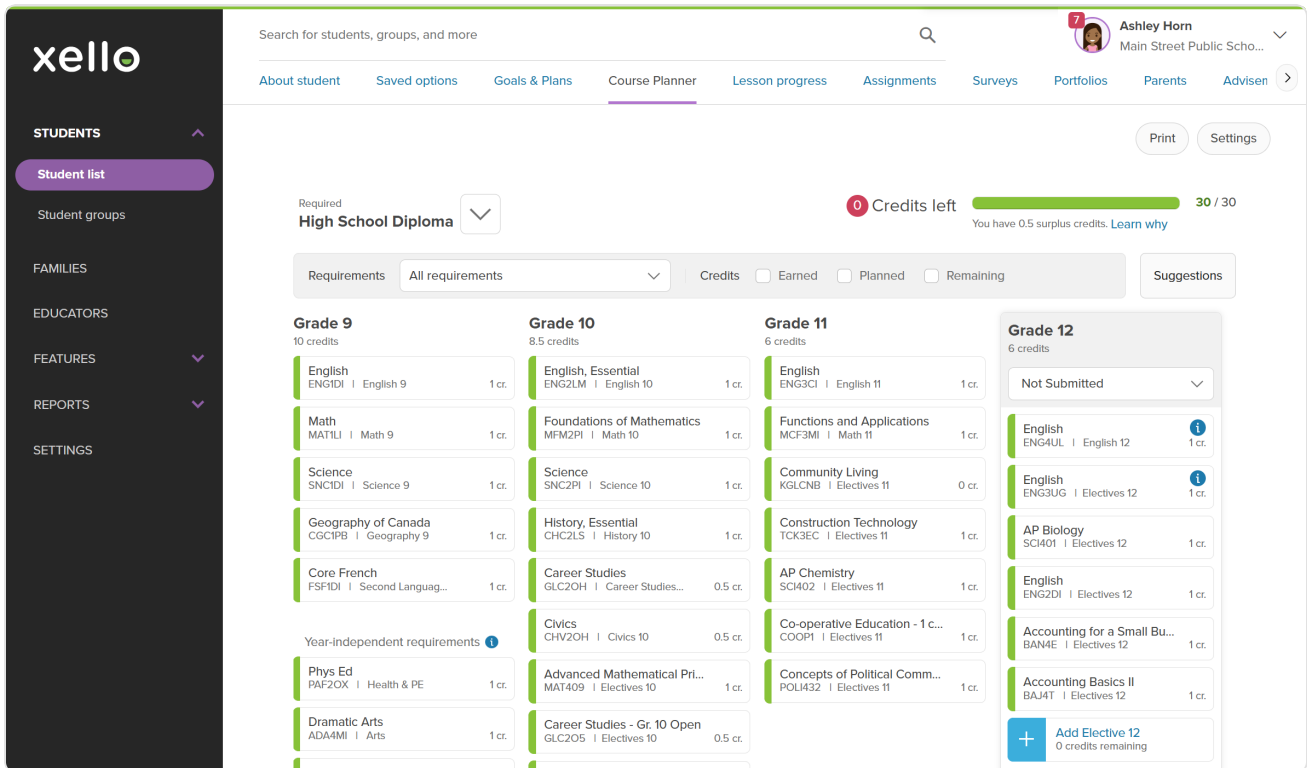 xello
Search for students, groups, and more
7
Ashley Horn
Main Street Public Scho...
About student
Saved options
Goals & Plans
Course Planner
Lesson progress
Assignments
Surveys
Portfolios
Parents
Advisen
STUDENTS
Student list
Student groups
FAMILIES
EDUCATORS
FEATURES
REPORTS
SETTINGS
Print
Settings
Required
High School Diploma
0 Credits left
30 / 30
You have 0.5 surplus credits. Learn why
Requirements
All requirements
Credits
Earned
Planned
Remaining
Suggestions
Grade 9
10 credits
English
ENG1DI | English 9 1 cr.
Math
MAT1LI | Math 9 1 cr.
Science
SNC1DI | Science 9 1 cr.
Geography of Canada
CGC1PB | Geography 9 1 cr.
Core French
FSF1DI | Second Languag... 1 cr.
Year-independent requirements i
Phys Ed
PAF2OX | Health & PE 1 cr.
Dramatic Arts
ADA4MI | Arts 1 cr.
Grade 10
8.5 credits
English, Essential
ENG2LM | English 10 1 cr.
Foundations of Mathematics
MFM2PI | Math 10 1 cr.
Science
SNC2PI | Science 10 1 cr.
History, Essential
CHC2LS | History 10 1 cr.
Career Studies
GLC2OH | Career Studies... 0.5 cr.
Civics
CHV2OH | Civics 10 0.5 cr.
Advanced Mathematical Pri...
MAT409 | Electives 10 1 cr.
Career Studies - Gr. 10 Open
GLC2O5 | Electives 10 0.5 cr.
Grade 11
6 credits
English
ENG3CI | English 11 1 cr.
Functions and Applications
MCF3MI | Math 11 1 cr.
Community Living
KGLCNB | Electives 11 0 cr.
Construction Technology
TCK3EC | Electives 11 1 cr.
AP Chemistry
SCI402 | Electives 11 1 cr.
Co-operative Education - 1 c...
COOP1 | Electives 11 1 cr.
Concepts of Political Comm...
POLI432 | Electives 11 1 cr.
Grade 12
6 credits
Not Submitted
English i
ENG4UL | English 12 1 cr.
English i
ENG3UG | Electives 12 1 cr.
AP Biology
SCI401 | Electives 12 1 cr.
English
ENG2DI | Electives 12 1 cr.
Accounting for a Small Bu...
BAN4E | Electives 12 1 cr.
Accounting Basics II
BAJ4T | Electives 12 1 cr.
+ Add Elective 12
0 credits remaining